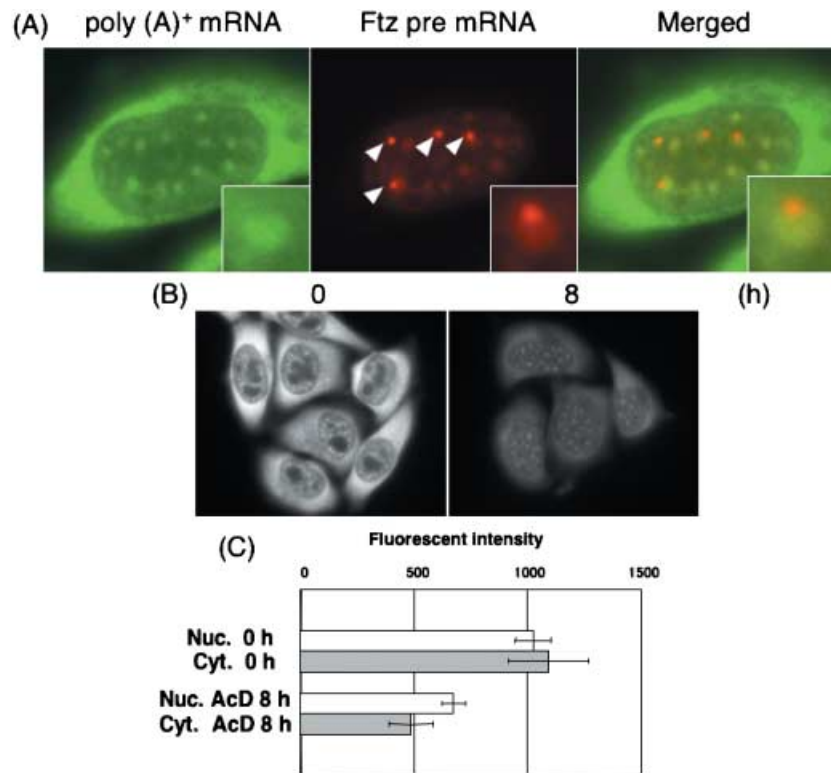 (A) poly (A)⁺ mRNA Ftz pre mRNA Merged
(B) 0 8 (h)
(C) Fluorescent intensity
0 500 1000 1500
Nuc. 0 h
Cyt. 0 h
Nuc. AcD 8 h
Cyt. AcD 8 h